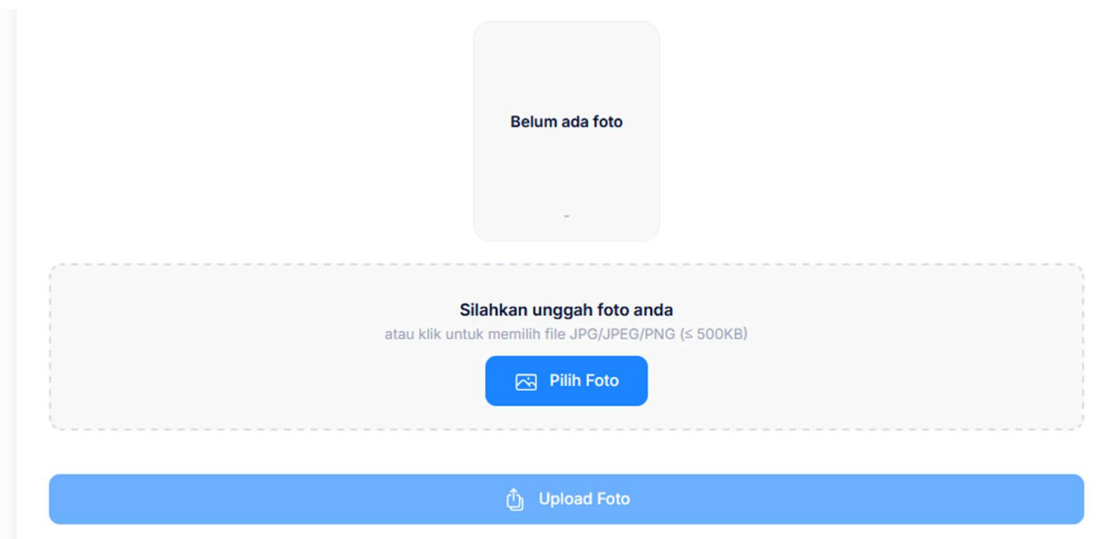 Belum ada foto
-
Silahkan unggah foto anda
atau klik untuk memilih file JPG/JPEG/PNG (≤ 500KB)
Pilih Foto
Upload Foto